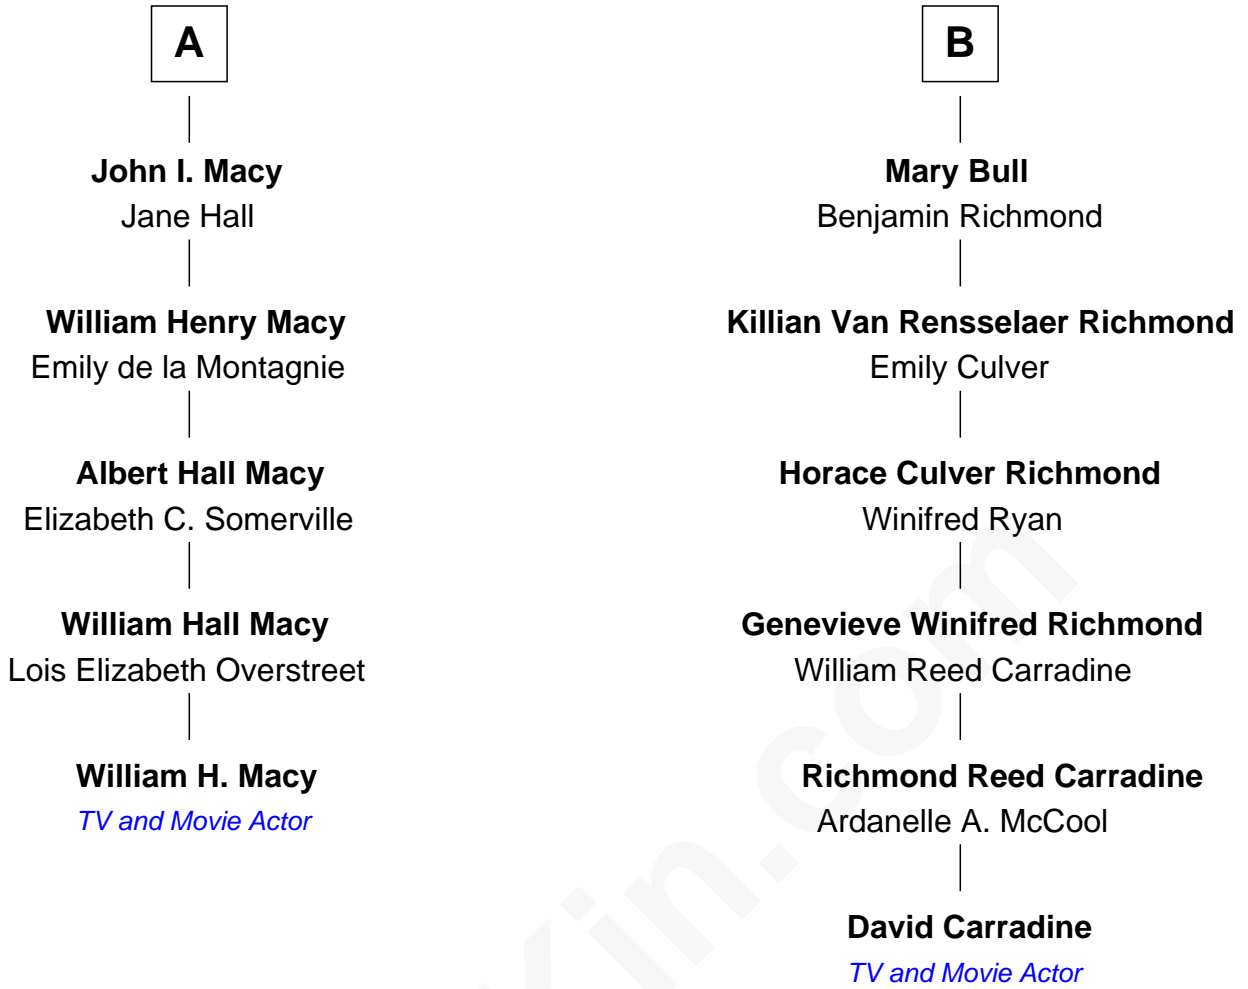 A
John I. Macy
Jane Hall
William Henry Macy
Emily de la Montagnie
Albert Hall Macy
Elizabeth C. Somerville
William Hall Macy
Lois Elizabeth Overstreet
William H. Macy
TV and Movie Actor
B
Mary Bull
Benjamin Richmond
Killian Van Rensselaer Richmond
Emily Culver
Horace Culver Richmond
Winifred Ryan
Genevieve Winifred Richmond
William Reed Carradine
Richmond Reed Carradine
Ardanelle A. McCool
David Carradine
TV and Movie Actor
Kin.com